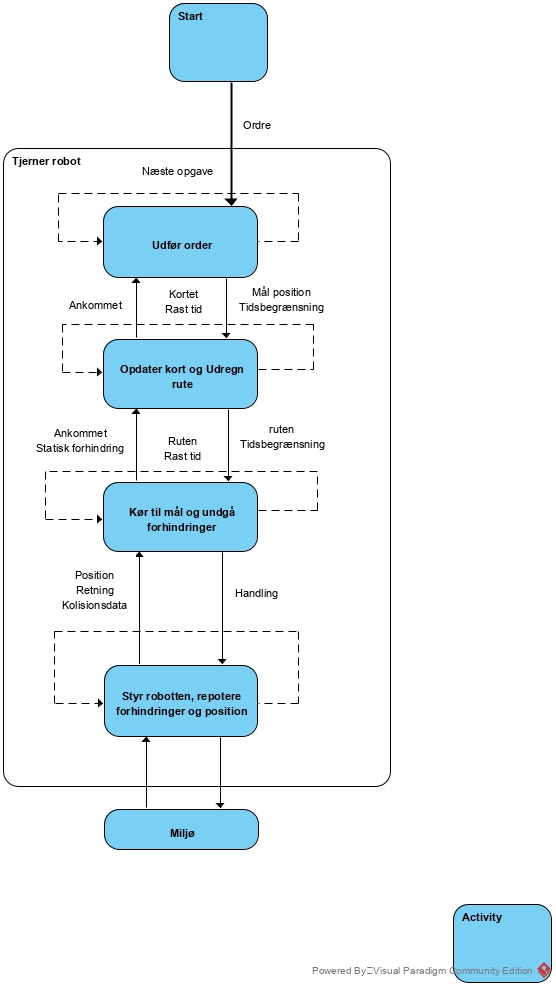 Start
Ordre
Tjerner robot
Næste opgave
Udfør order
Ankommet
Kortet
Rast tid
Mål position
Tidsbegrænsning
Opdater kort og Udregn
rute
Ankommet
Statisk forhindring
Ruten
Rast tid
ruten
Tidsbegrænsning
Kør til mål og undgå
forhindringer
Position
Retning
Kolisionsdata
Handling
Styr robotten, repotere
forhindringer og position
Miljø
Activity
Powered By Visual Paradigm Community Edition